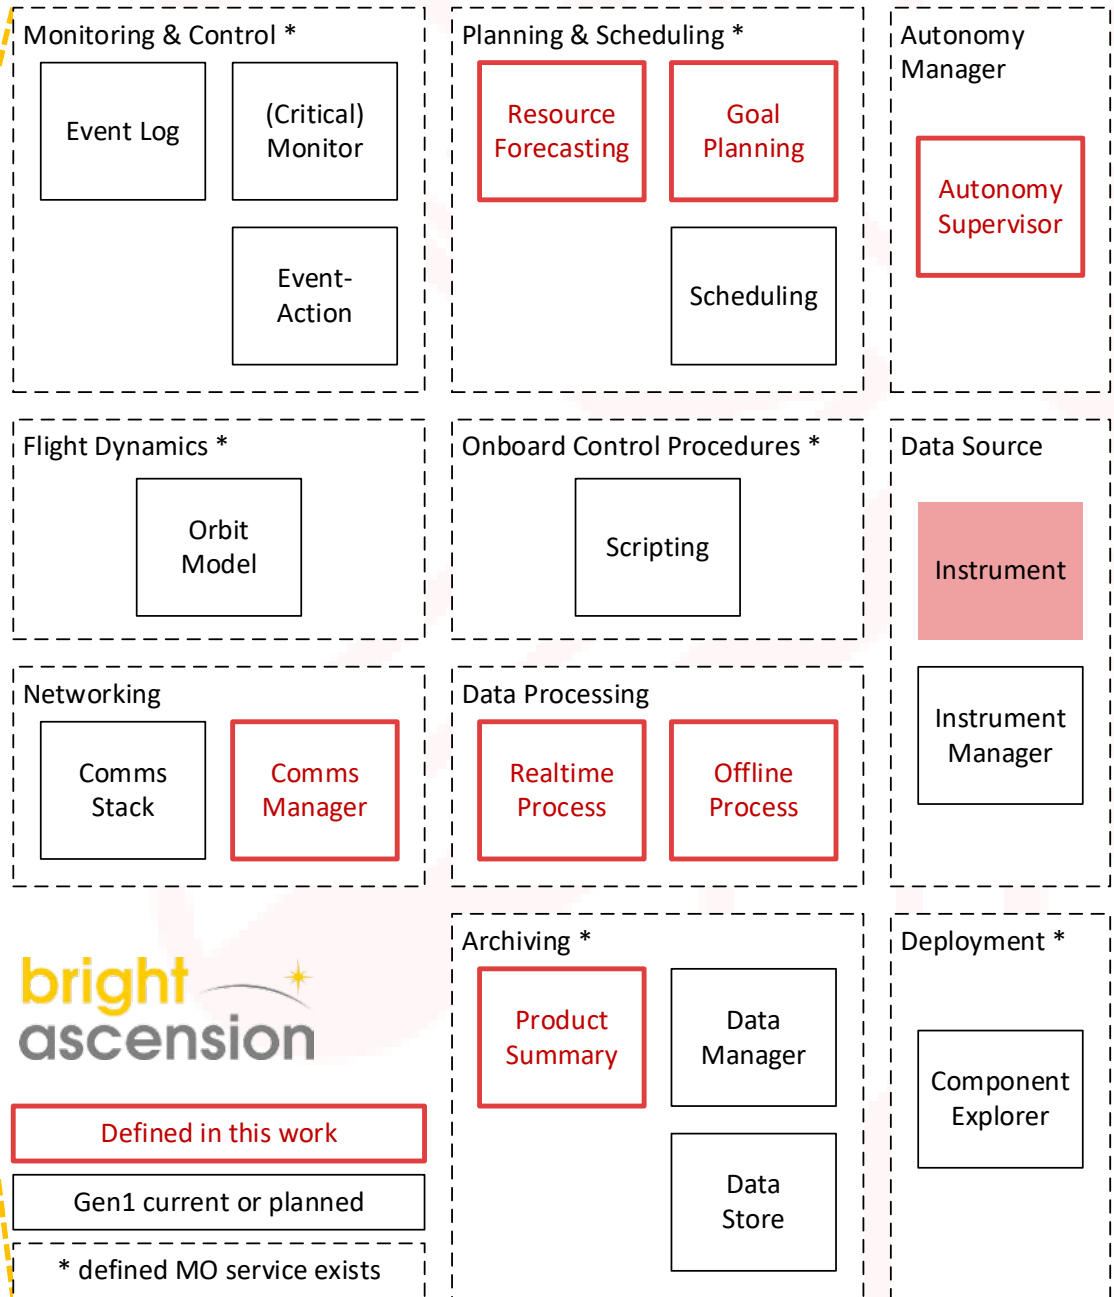 Monitoring & Control *
Event Log
(Critical)
Monitor
Event-
Action
Planning & Scheduling *
Resource
Forecasting
Goal
Planning
Scheduling
Autonomy
Manager
Autonomy
Supervisor
Flight Dynamics *
Orbit
Model
Onboard Control Procedures *
Scripting
Data Source
Instrument
Instrument
Manager
Networking
Comms
Stack
Comms
Manager
Data Processing
Realtime
Process
Offline
Process
Archiving *
Product
Summary
Data
Manager
Data
Store
Deployment *
Component
Explorer
bright
ascension
Defined in this work
Gen1 current or planned
* defined MO service exists